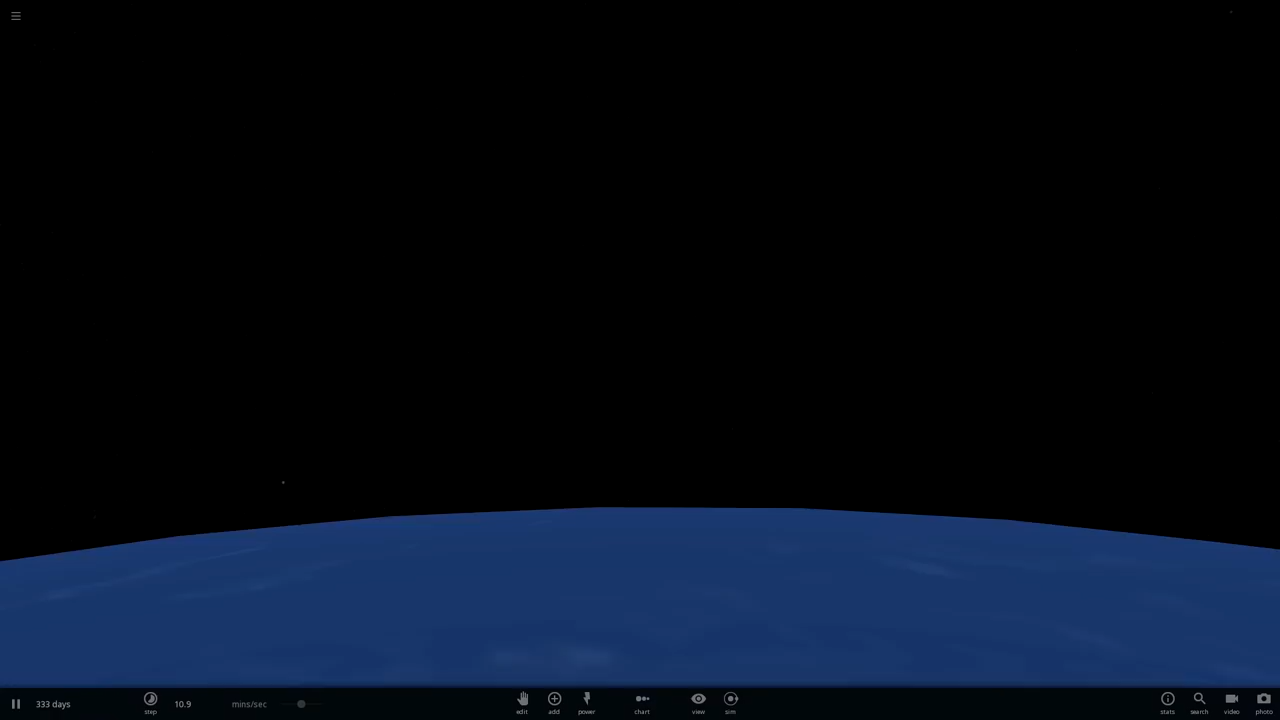 333 days
step
10.9 mins/sec
edit
add
power
chart
view
sim
stats
search
video
photo